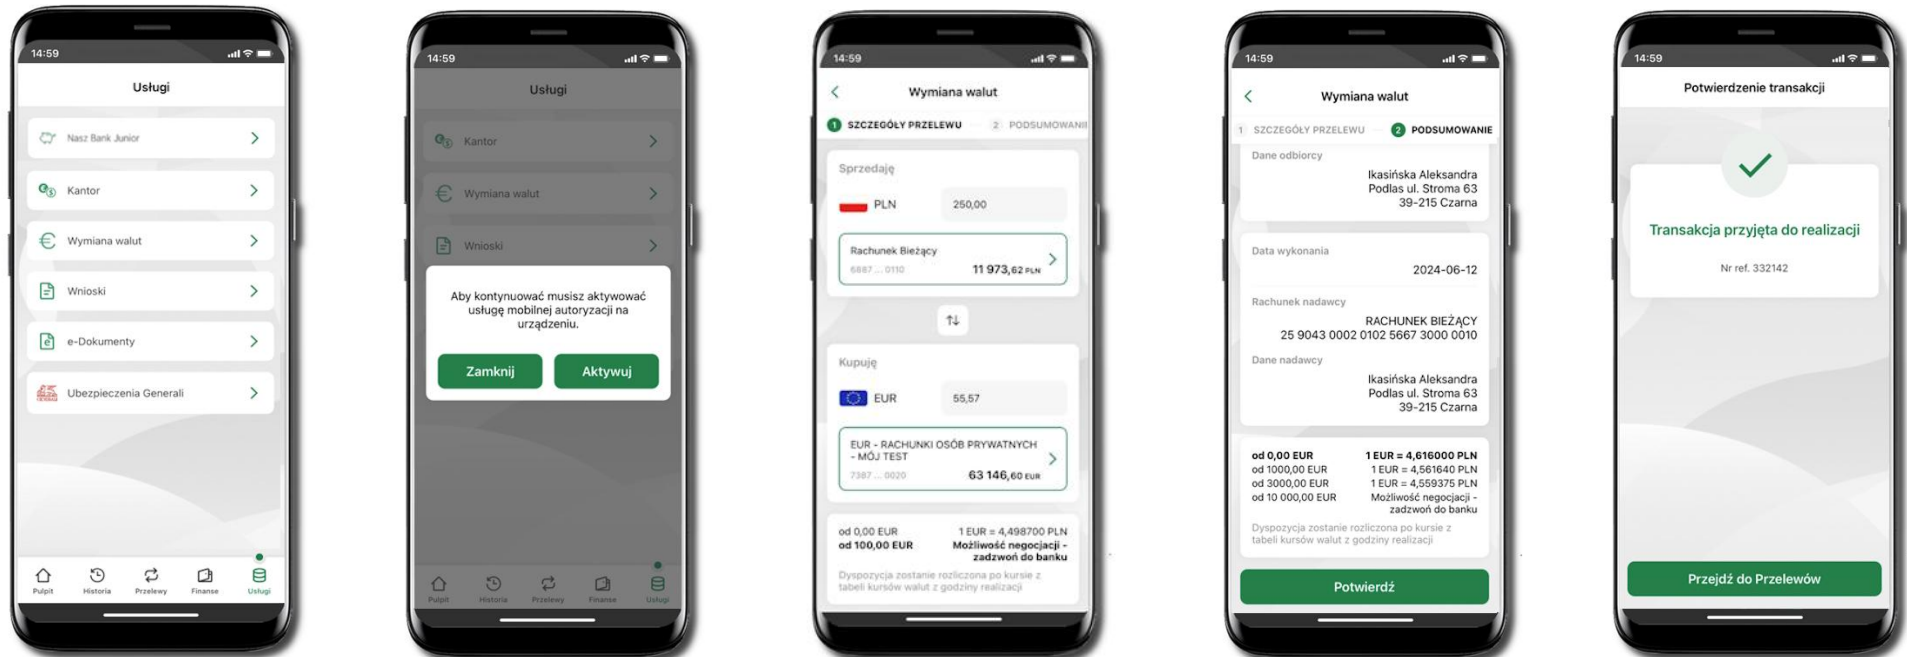 14:59
Usługi
Nasz Bank Junior
Kantor
Wymiana walut
Wnioski
e-Dokumenty
Ubezpieczenia Generali
Pulpit
Historia
Przelewy
Finanse
Usługi
14:59
Usługi
Kantor
Wymiana walut
Wnioski
Aby kontynuować musisz aktywować
usługę mobilnej autoryzacji na
urządzeniu.
Zamknij
Aktywuj
Pulpit
Historia
Przelewy
Finanse
Usługi
14:59
Wymiana walut
1 SZCZEGÓŁY PRZELEWU 2 PODSUMOWANIE
Sprzedaję
PLN 250,00
Rachunek Bieżący
6887 ... 0110 11 973,62 PLN
Kupuję
EUR 55,57
EUR - RACHUNKI OSÓB PRYWATNYCH
- MÓJ TEST
7387 ... 0020 63 146,60 EUR
od 0,00 EUR 1 EUR = 4,498700 PLN
od 100,00 EUR Możliwość negocjacji -
zadzwoń do banku
Dyspozycja zostanie rozliczona po kursie z
tabeli kursów walut z godziny realizacji
14:59
Wymiana walut
1 SZCZEGÓŁY PRZELEWU 2 PODSUMOWANIE
Dane odbiorcy
Ikasińska Aleksandra
Podlas ul. Stroma 63
39-215 Czarna
Data wykonania
2024-06-12
Rachunek nadawcy
RACHUNEK BIEŻĄCY
25 9043 0002 0102 5667 3000 0010
Dane nadawcy
Ikasińska Aleksandra
Podlas ul. Stroma 63
39-215 Czarna
od 0,00 EUR 1 EUR = 4,616000 PLN
od 1000,00 EUR 1 EUR = 4,561640 PLN
od 3000,00 EUR 1 EUR = 4,559375 PLN
od 10 000,00 EUR Możliwość negocjacji -
zadzwoń do banku
Dyspozycja zostanie rozliczona po kursie z
tabeli kursów walut z godziny realizacji
Potwierdź
14:59
Potwierdzenie transakcji
Transakcja przyjęta do realizacji
Nr ref. 332142
Przejdź do Przelewów